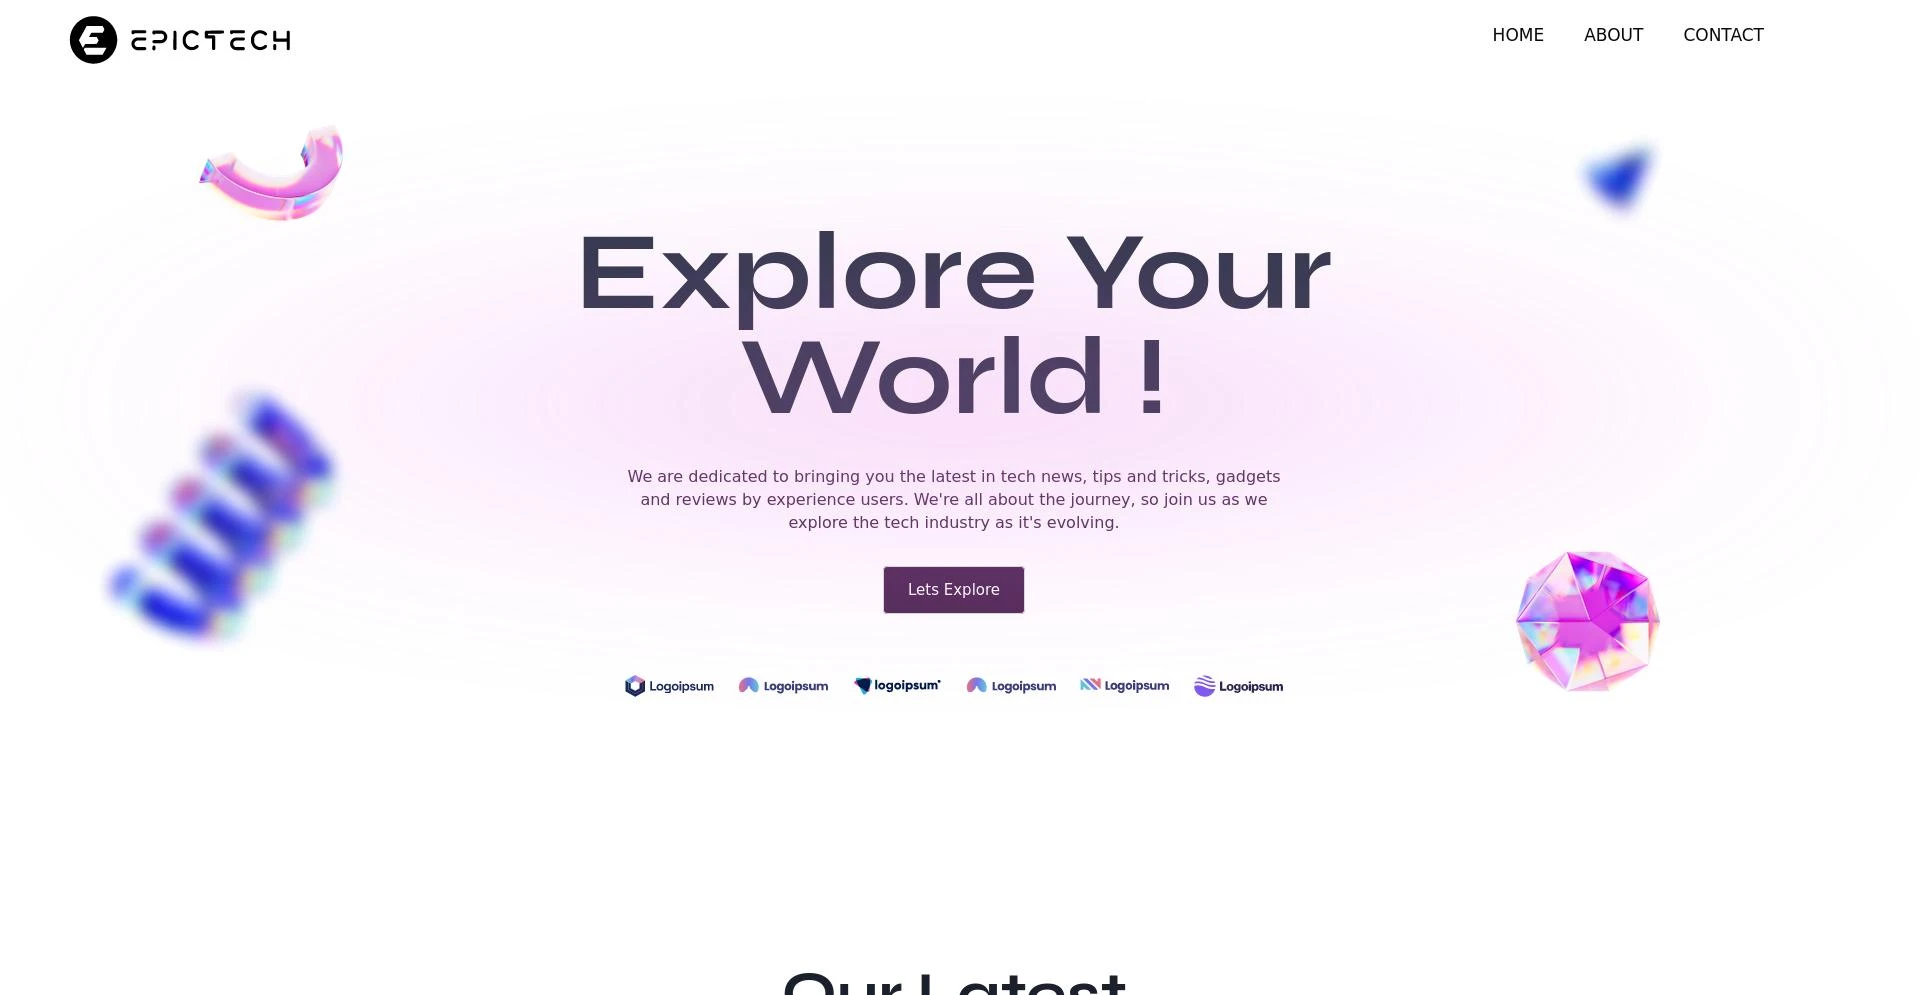 EPICTECH
HOME ABOUT CONTACT
Explore Your
World !
We are dedicated to bringing you the latest in tech news, tips and tricks, gadgets
and reviews by experience users. We're all about the journey, so join us as we
explore the tech industry as it's evolving.
Lets Explore
Logoipsum Logoipsum logoipsum Logoipsum Logoipsum Logoipsum
Our Latest